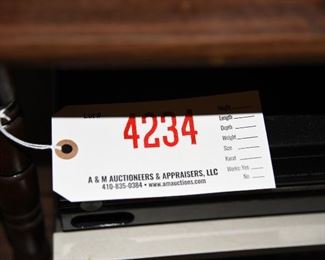 Lot #
4234
Height
Length
Depth
Weight
Size
Karat
Works: Yes
No
A & M AUCTIONEERS & APPRAISERS, LLC
410-835-0384 • www.amauctions.com